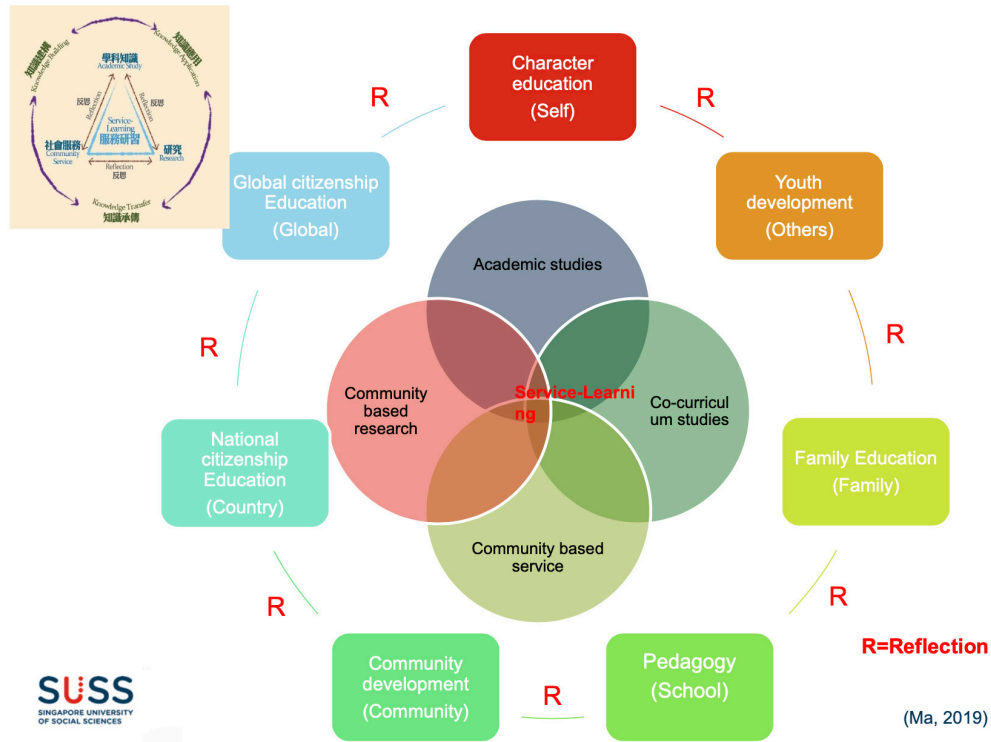 知識建構
Knowledge Building
知識應用
Knowledge Application
學科知識
Academic Study
反思
Reflection
反思
Reflection
Service-
Learning
服務研習
社會服務
Community
Service
研究
Research
Reflection
反思
Knowledge Transfer
知識承傳
Character
education
(Self)
R
R
Global citizenship
Education
(Global)
Youth
development
(Others)
Academic studies
R
R
Community
based
research
Service-Learni
ng
Co-curricul
um studies
National
citizenship
Education
(Country)
Family Education
(Family)
Community based
service
R
R
Community
development
(Community)
R
Pedagogy
(School)
R=Reflection
SUSS
SINGAPORE UNIVERSITY
OF SOCIAL SCIENCES
(Ma, 2019)